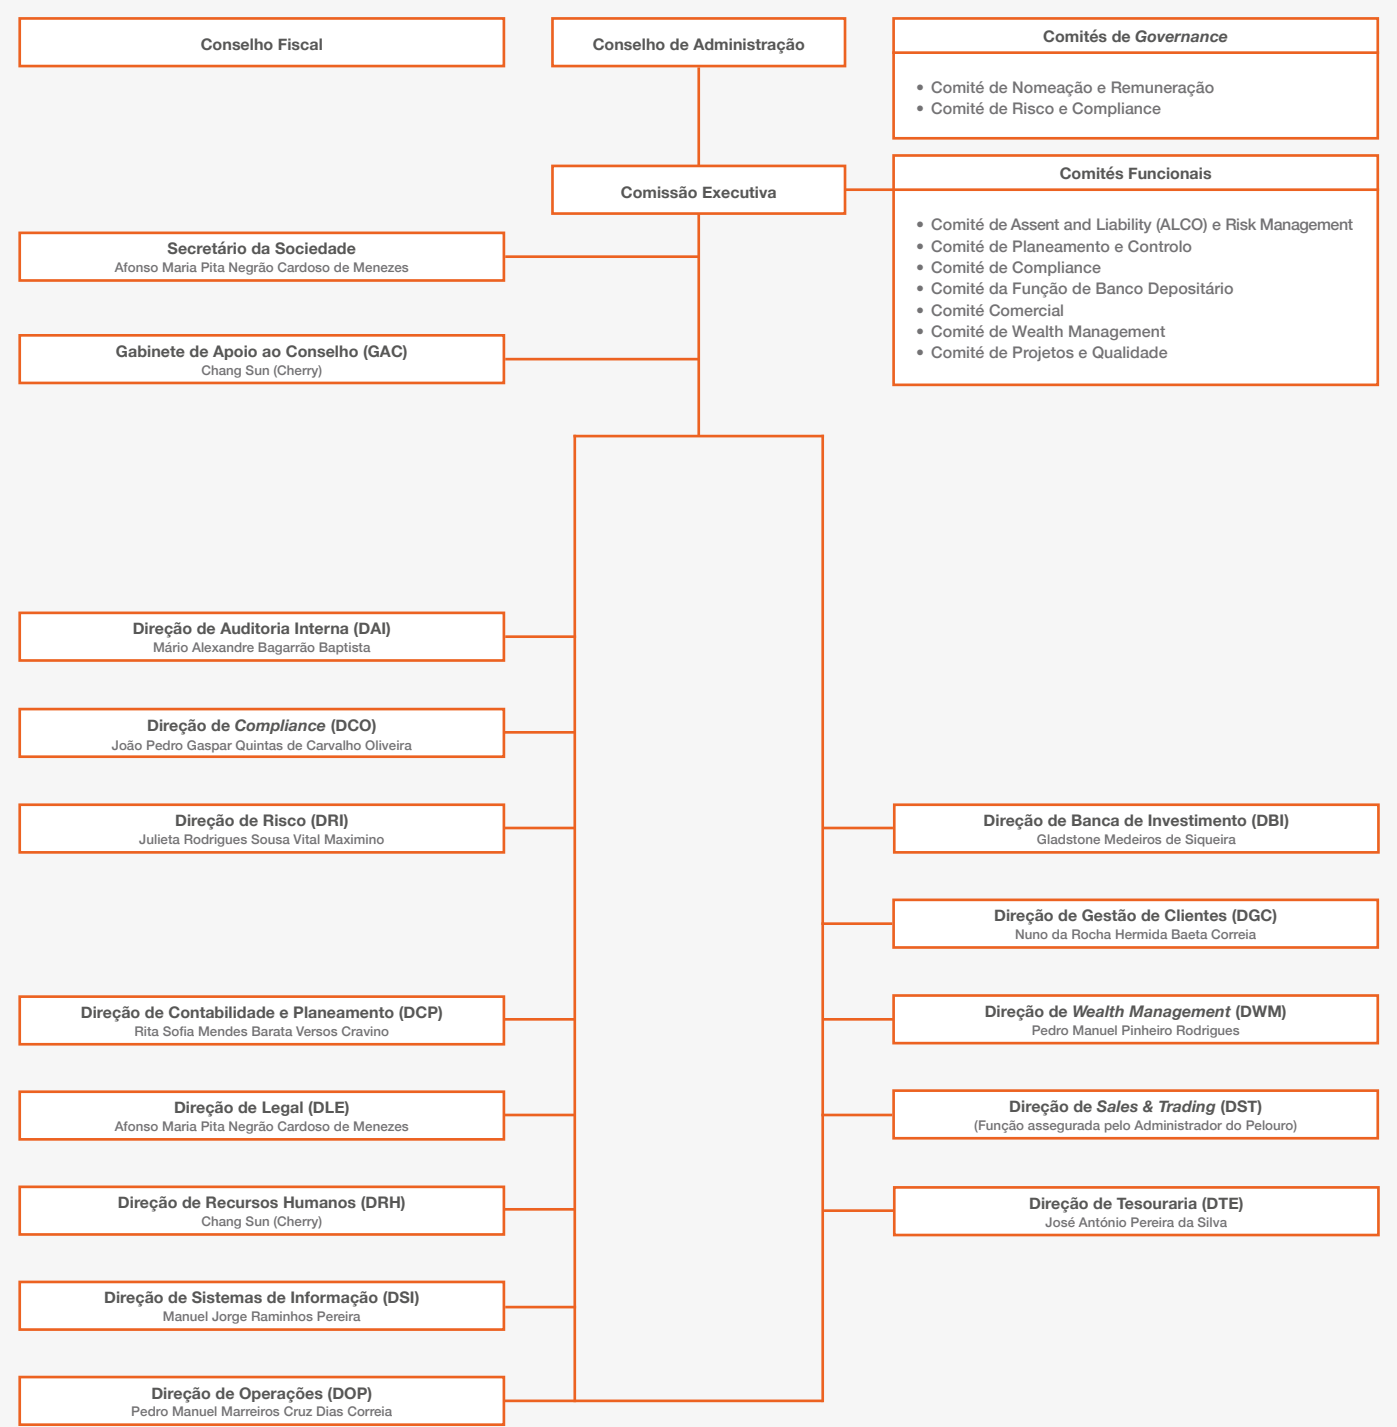 Conselho Fiscal
Conselho de Administração
Comités de Governance
• Comité de Nomeação e Remuneração
• Comité de Risco e Compliance
Comissão Executiva
Comités Funcionais
• Comité de Assent and Liability (ALCO) e Risk Management
• Comité de Planeamento e Controlo
• Comité de Compliance
• Comité da Função de Banco Depositário
• Comité Comercial
• Comité de Wealth Management
• Comité de Projetos e Qualidade
Secretário da Sociedade
Afonso Maria Pita Negrão Cardoso de Menezes
Gabinete de Apoio ao Conselho (GAC)
Chang Sun (Cherry)
Direção de Auditoria Interna (DAI)
Mário Alexandre Bagarrão Baptista
Direção de Compliance (DCO)
João Pedro Gaspar Quintas de Carvalho Oliveira
Direção de Risco (DRI)
Julieta Rodrigues Sousa Vital Maximino
Direção de Contabilidade e Planeamento (DCP)
Rita Sofia Mendes Barata Versos Cravino
Direção de Legal (DLE)
Afonso Maria Pita Negrão Cardoso de Menezes
Direção de Recursos Humanos (DRH)
Chang Sun (Cherry)
Direção de Sistemas de Informação (DSI)
Manuel Jorge Raminhos Pereira
Direção de Operações (DOP)
Pedro Manuel Marreiros Cruz Dias Correia
Direção de Banca de Investimento (DBI)
Gladstone Medeiros de Siqueira
Direção de Gestão de Clientes (DGC)
Nuno da Rocha Hermida Baeta Correia
Direção de Wealth Management (DWM)
Pedro Manuel Pinheiro Rodrigues
Direção de Sales & Trading (DST)
(Função assegurada pelo Administrador do Pelouro)
Direção de Tesouraria (DTE)
José António Pereira da Silva